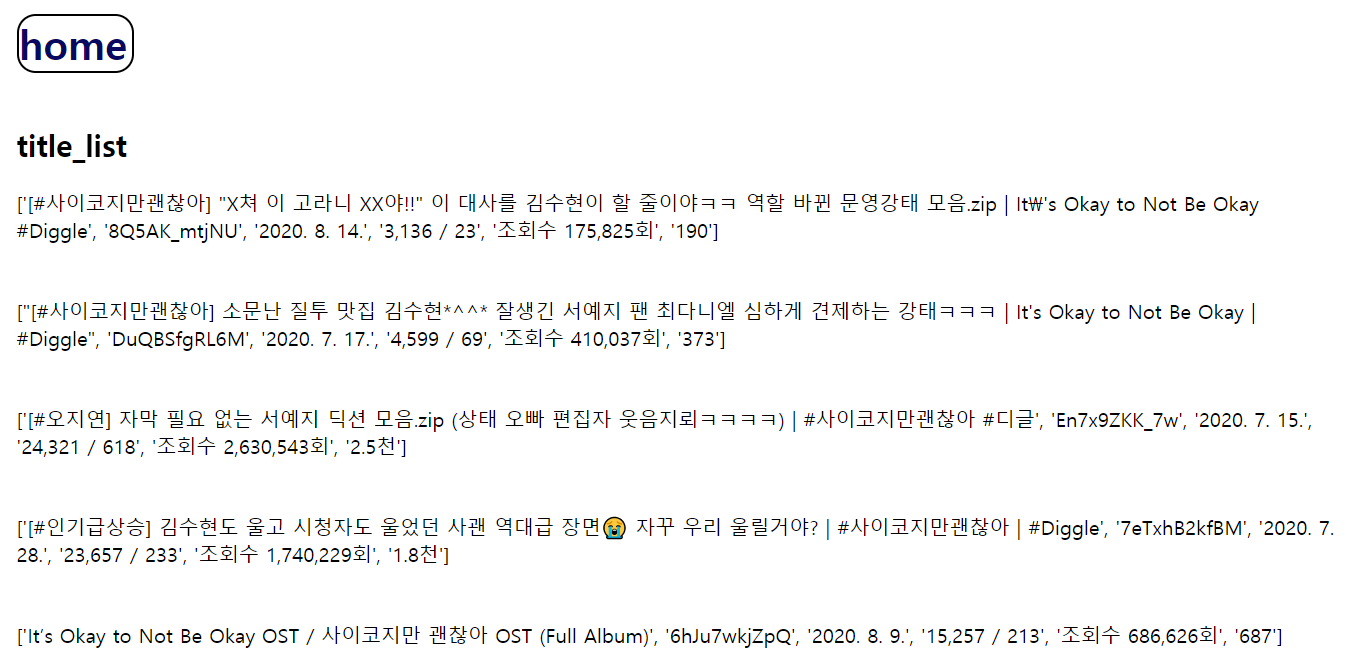 home
title_list
['[#사이코지만괜찮아] "X쳐 이 고라니 XX야!!" 이 대사를 김수현이 할 줄이야ㅋㅋ 역할 바뀐 문영강태 모음.zip | It₩'s Okay to Not Be Okay
#Diggle', '8Q5AK_mtjNU', '2020. 8. 14.', '3,136 / 23', '조회수 175,825회', '190']
["[#사이코지만괜찮아] 소문난 질투 맛집 김수현*^^* 잘생긴 서예지 팬 최다니엘 심하게 견제하는 강태ㅋㅋㅋ | It's Okay to Not Be Okay |
#Diggle", 'DuQBSfgRL6M', '2020. 7. 17.', '4,599 / 69', '조회수 410,037회', '373']
['[#오지연] 자막 필요 없는 서예지 딕션 모음.zip (상태 오빠 편집자 웃음지뢰ㅋㅋㅋㅋ) | #사이코지만괜찮아 #디글', 'En7x9ZKK_7w', '2020. 7. 15.',
'24,321 / 618', '조회수 2,630,543회', '2.5천']
['[#인기급상승] 김수현도 울고 시청자도 울었던 사괜 역대급 장면😭 자꾸 우리 울릴거야? | #사이코지만괜찮아 | #Diggle', '7eTxhB2kfBM', '2020. 7.
28.', '23,657 / 233', '조회수 1,740,229회', '1.8천']
['It′s Okay to Not Be Okay OST / 사이코지만 괜찮아 OST (Full Album)', '6hJu7wkjZpQ', '2020. 8. 9.', '15,257 / 213', '조회수 686,626회', '687']